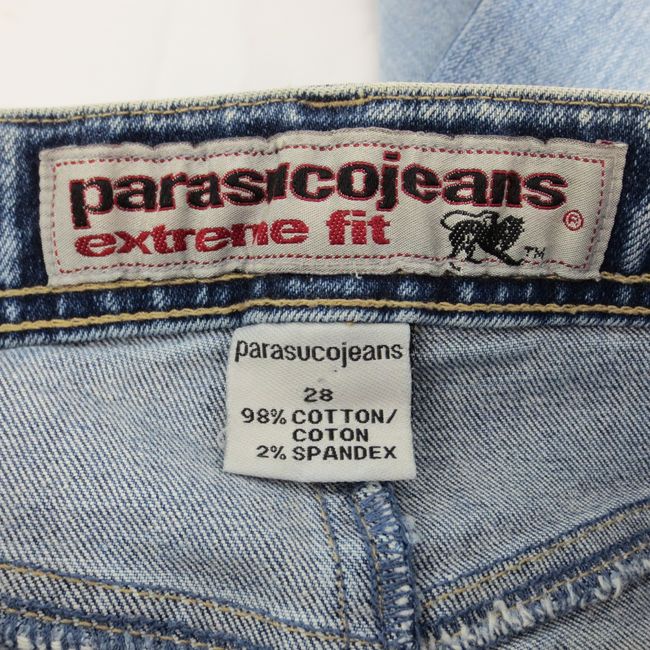 parasucojeans
extreme fit ®
TM
parasucojeans
28
98% COTTON/
COTON
2% SPANDEX